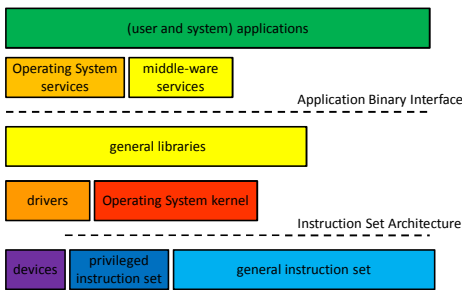 (user and system) applications
Operating System
services
middle-ware
services
Application Binary Interface
general libraries
drivers
Operating System kernel
Instruction Set Architecture
devices
privileged
instruction set
general instruction set